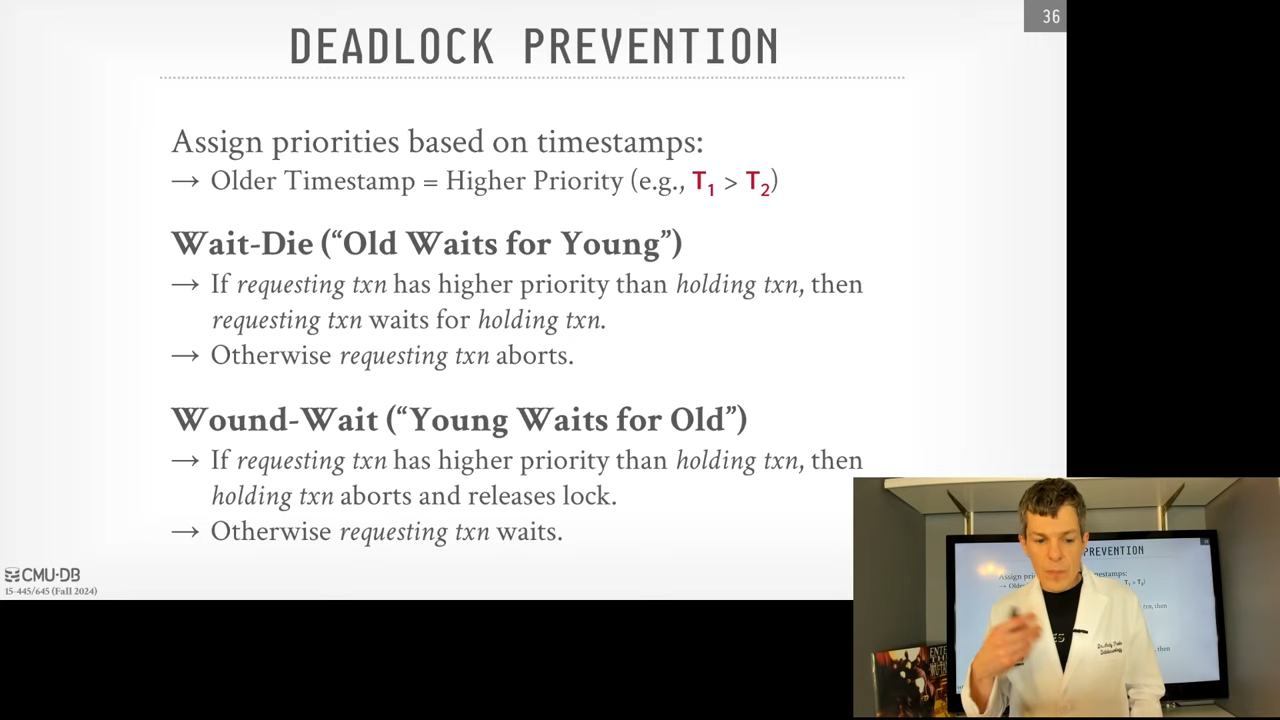 36
DEADLOCK PREVENTION
Assign priorities based on timestamps:
→ Older Timestamp = Higher Priority (e.g., T1 > T2)
Wait-Die (“Old Waits for Young”)
→ If requesting txn has higher priority than holding txn, then
requesting txn waits for holding txn.
→ Otherwise requesting txn aborts.
Wound-Wait (“Young Waits for Old”)
→ If requesting txn has higher priority than holding txn, then
holding txn aborts and releases lock.
→ Otherwise requesting txn waits.
CMU·DB
15-445/645 (Fall 2024)
PREVENTION